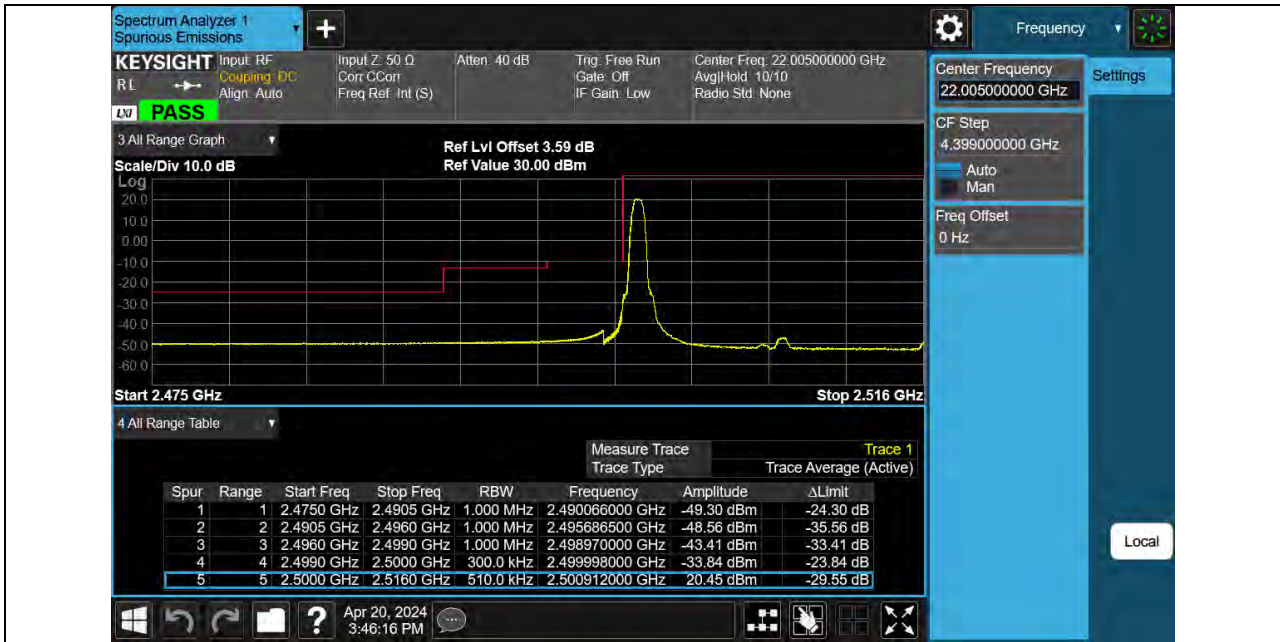 Spectrum Analyzer 1
Spurious Emissions
Frequency
KEYSIGHT
RL
LXI PASS
Input: RF
Coupling: DC
Align: Auto
Input Z: 50 Ω
Corr CCorr
Freq Ref: Int (S)
Atten: 40 dB
Trig: Free Run
Gate: Off
IF Gain: Low
Center Freq: 22.005000000 GHz
Avg|Hold: 10/10
Radio Std: None
Center Frequency
22.005000000 GHz
Settings
CF Step
4.399000000 GHz
Auto
Man
Freq Offset
0 Hz
3 All Range Graph
Scale/Div 10.0 dB
Ref Lvl Offset 3.59 dB
Ref Value 30.00 dBm
Log
20.0
10.0
0.00
-10.0
-20.0
-30.0
-40.0
-50.0
-60.0
Start 2.475 GHz Stop 2.516 GHz
4 All Range Table
Measure Trace Trace 1
Trace Type Trace Average (Active)
Spur Range Start Freq Stop Freq RBW Frequency Amplitude ΔLimit
1 1 2.4750 GHz 2.4905 GHz 1.000 MHz 2.490066000 GHz -49.30 dBm -24.30 dB
2 2 2.4905 GHz 2.4960 GHz 1.000 MHz 2.495686500 GHz -48.56 dBm -35.56 dB
3 3 2.4960 GHz 2.4990 GHz 1.000 MHz 2.498970000 GHz -43.41 dBm -33.41 dB
4 4 2.4990 GHz 2.5000 GHz 300.0 kHz 2.499998000 GHz -33.84 dBm -23.84 dB
5 5 2.5000 GHz 2.5160 GHz 510.0 kHz 2.500912000 GHz 20.45 dBm -29.55 dB
Local
Apr 20, 2024
3:46:16 PM